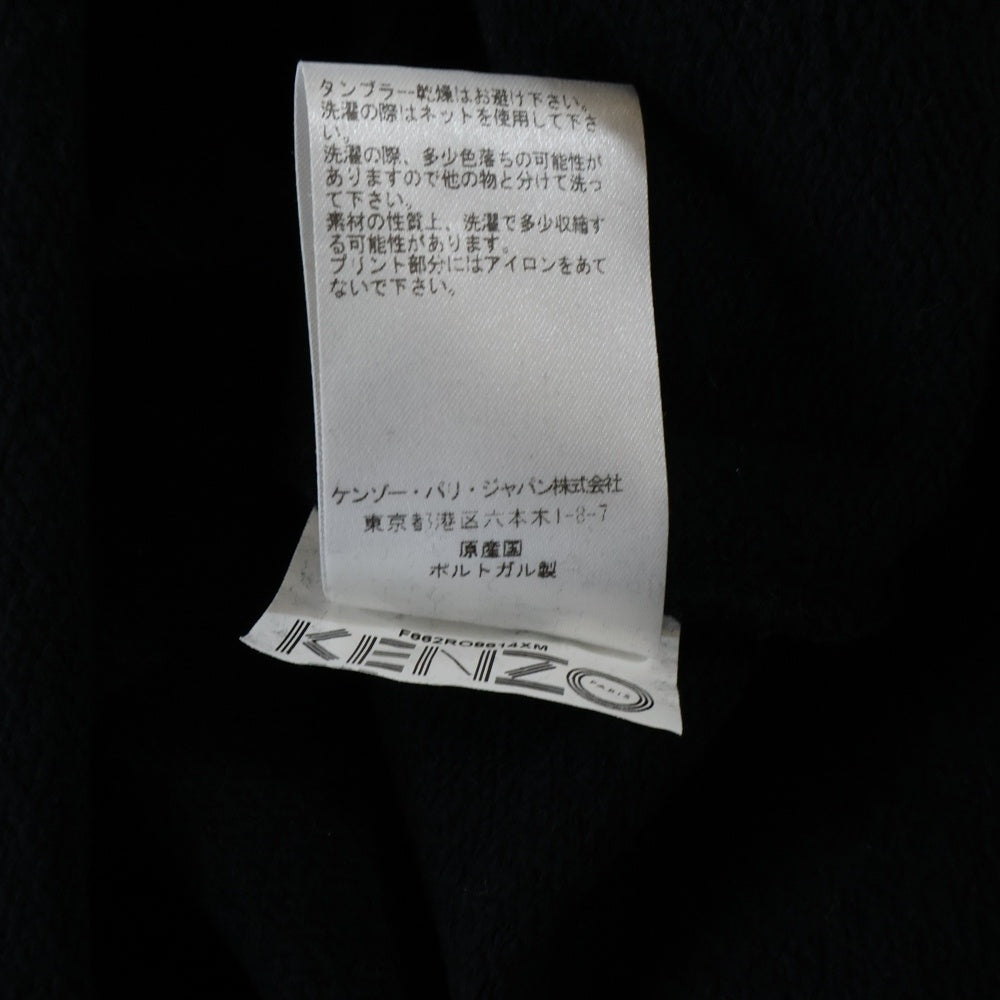 タンブラー乾燥はお避け下さい。
洗濯の際はネットを使用して下さ
い。
洗濯の際、多少色落ちの可能性が
ありますので他の物と分けて洗っ
て下さい。
素材の性質上、洗濯で多少収縮す
る可能性があります。
プリント部分にはアイロンをあて
ないで下さい。
ケンゾー・パリ・ジャパン株式会社
東京都港区六本木1-8-7
原産国
ポルトガル製
KENZO
PARIS